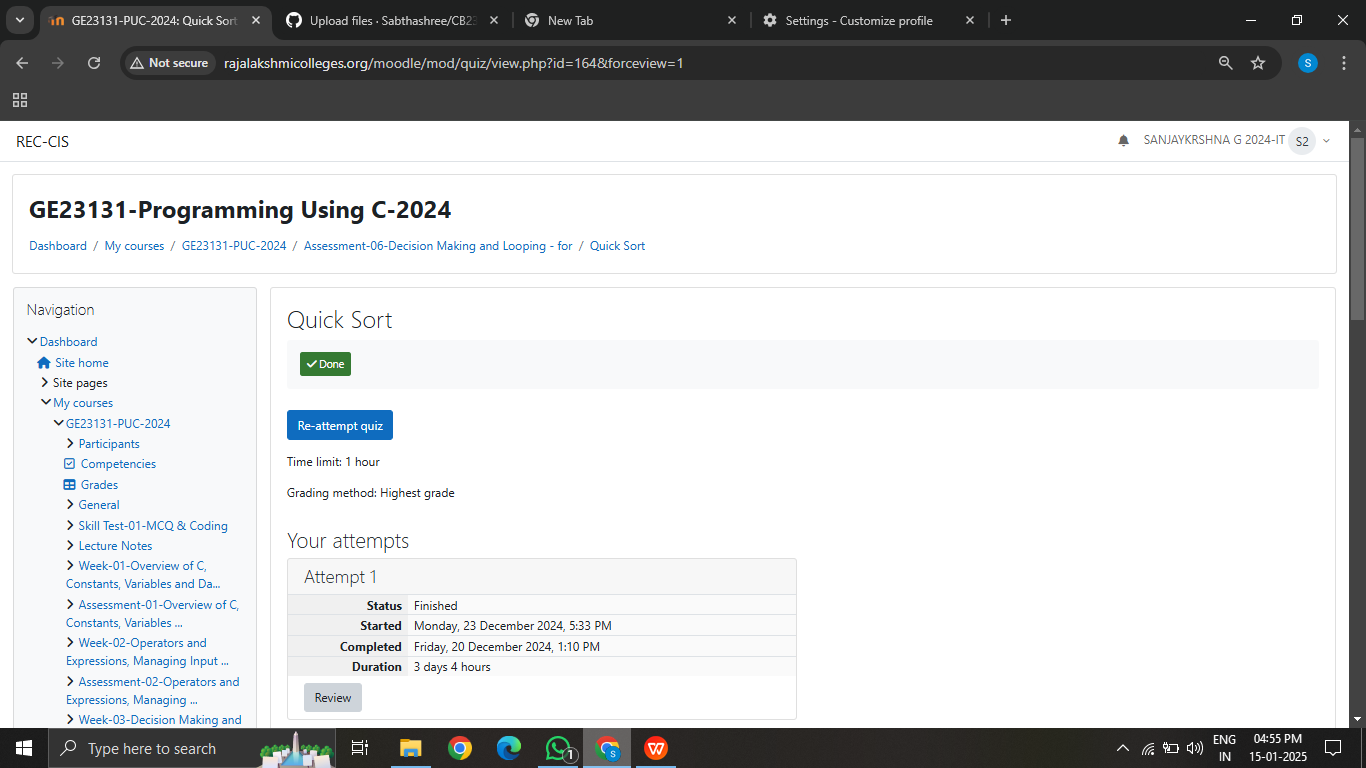 GE23131-PUC-2024: Quick Sort
Upload files · Sabthashree/CB23
New Tab
Settings - Customize profile
Not secure
rajalakshmicolleges.org/moodle/mod/quiz/view.php?id=164&forceview=1
S
REC-CIS
SANJAYKRSHNA G 2024-IT S2
GE23131-Programming Using C-2024
Dashboard / My courses / GE23131-PUC-2024 / Assessment-06-Decision Making and Looping - for / Quick Sort
Navigation
Dashboard
Site home
Site pages
My courses
GE23131-PUC-2024
Participants
Competencies
Grades
General
Skill Test-01-MCQ & Coding
Lecture Notes
Week-01-Overview of C,
Constants, Variables and Da...
Assessment-01-Overview of C,
Constants, Variables ...
Week-02-Operators and
Expressions, Managing Input ...
Assessment-02-Operators and
Expressions, Managing ...
Week-03-Decision Making and
Quick Sort
Done
Re-attempt quiz
Time limit: 1 hour
Grading method: Highest grade
Your attempts
Attempt 1
Status Finished
Started Monday, 23 December 2024, 5:33 PM
Completed Friday, 20 December 2024, 1:10 PM
Duration 3 days 4 hours
Review
Type here to search
1
S
W
ENG
IN
04:55 PM
15-01-2025